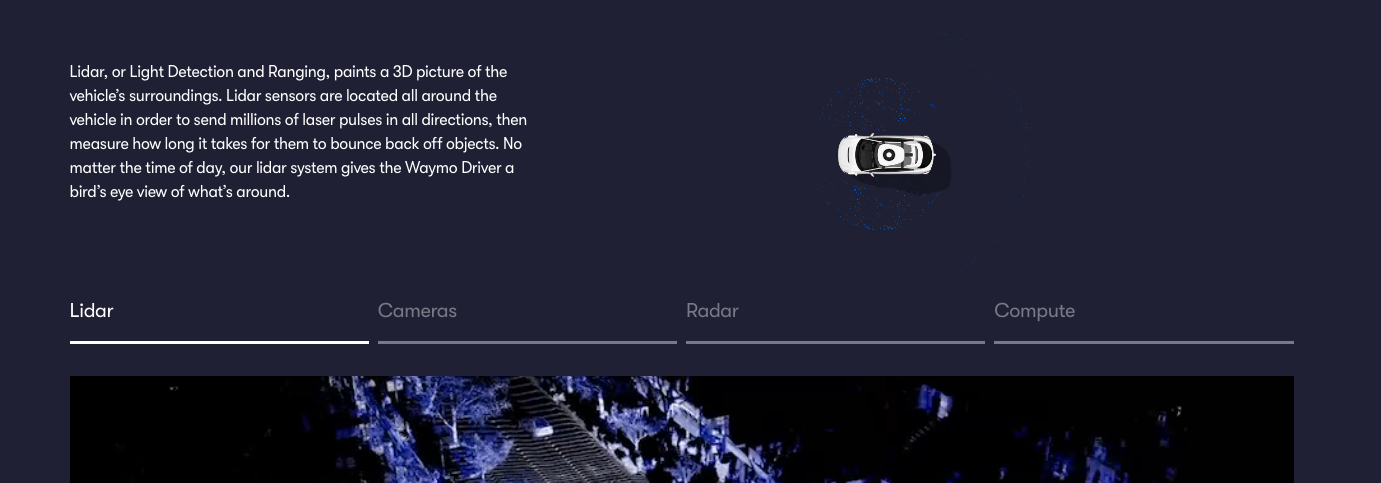 Lidar, or Light Detection and Ranging, paints a 3D picture of the
vehicle’s surroundings. Lidar sensors are located all around the
vehicle in order to send millions of laser pulses in all directions, then
measure how long it takes for them to bounce back off objects. No
matter the time of day, our lidar system gives the Waymo Driver a
bird’s eye view of what’s around.
Lidar
Cameras
Radar
Compute